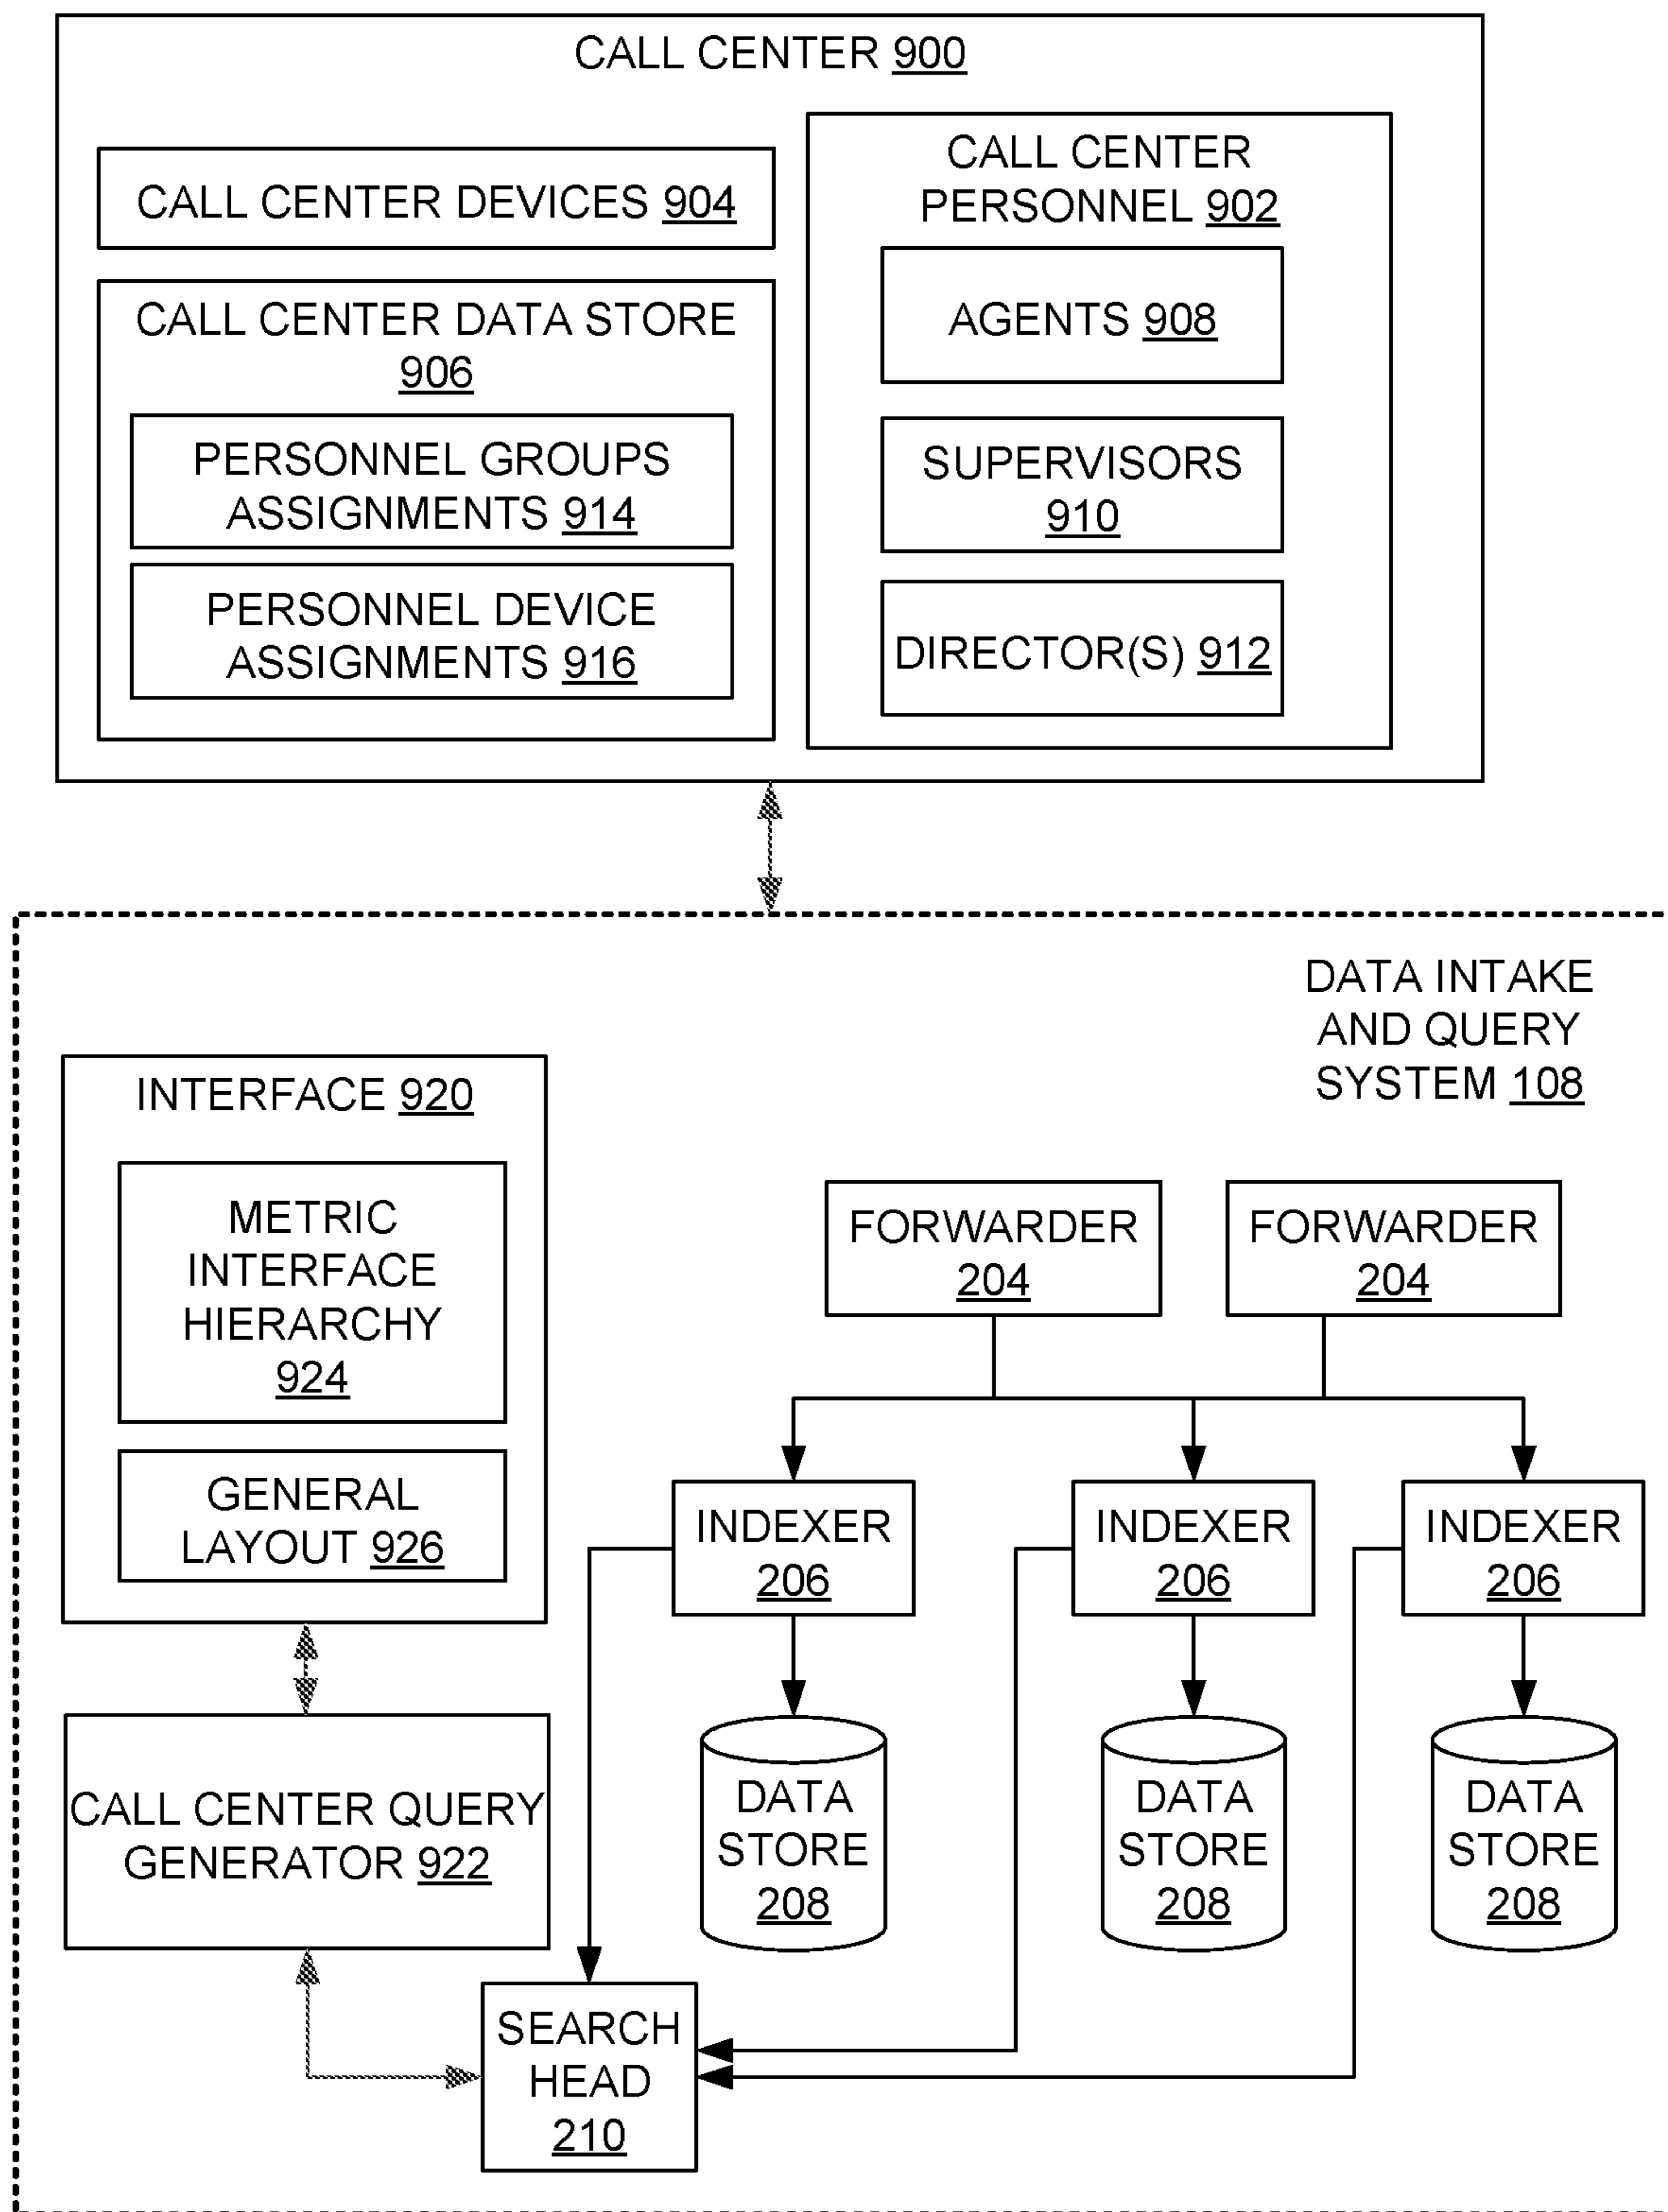 CALL CENTER 900
CALL CENTER DEVICES 904
CALL CENTER DATA STORE
906
PERSONNEL GROUPS
ASSIGNMENTS 914
PERSONNEL DEVICE
ASSIGNMENTS 916
CALL CENTER
PERSONNEL 902
AGENTS 908
SUPERVISORS
910
DIRECTOR(S) 912
DATA INTAKE
AND QUERY
SYSTEM 108
INTERFACE 920
METRIC
INTERFACE
HIERARCHY
924
GENERAL
LAYOUT 926
FORWARDER
204
FORWARDER
204
INDEXER
206
INDEXER
206
INDEXER
206
DATA
STORE
208
DATA
STORE
208
DATA
STORE
208
CALL CENTER QUERY
GENERATOR 922
SEARCH
HEAD
210